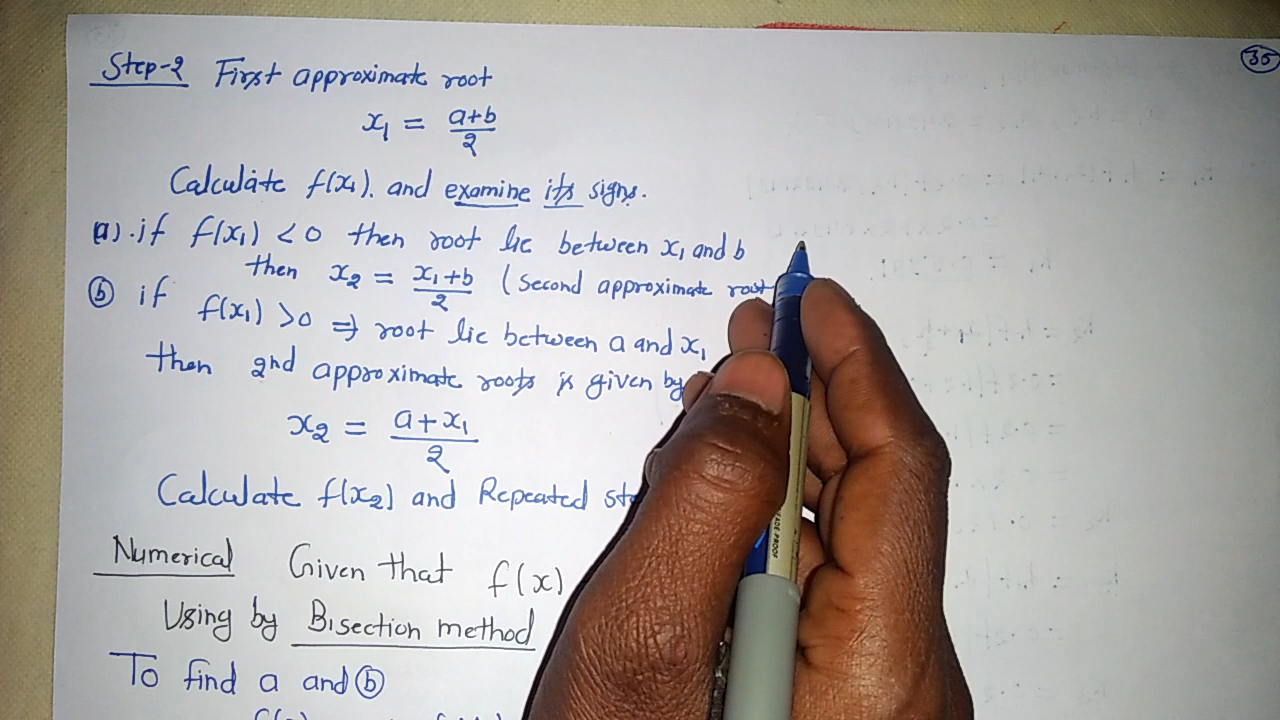 35
Step-2 First approximate root
x₁ = (a+b)/2
Calculate f(x₁). and examine its signs.
(a). if f(x₁) < 0 then root lie between x₁ and b
then x₂ = (x₁+b)/2 (second approximate root
(b) if f(x₁) > 0 ⇒ root lie between a and x₁
then 2nd approximate roots is given by
x₂ = (a+x₁)/2
Calculate f(x₂) and Repeated
Numerical Given that f(x)
Using by Bisection method
To find a and (b)